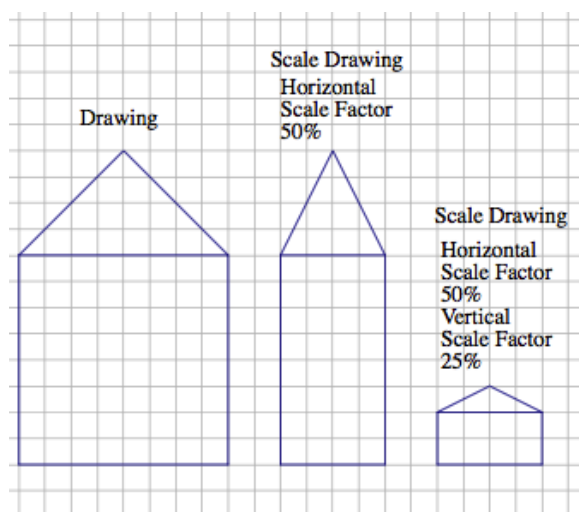 Drawing
Scale Drawing
Horizontal
Scale Factor
50%
Scale Drawing
Horizontal
Scale Factor
50%
Vertical
Scale Factor
25%